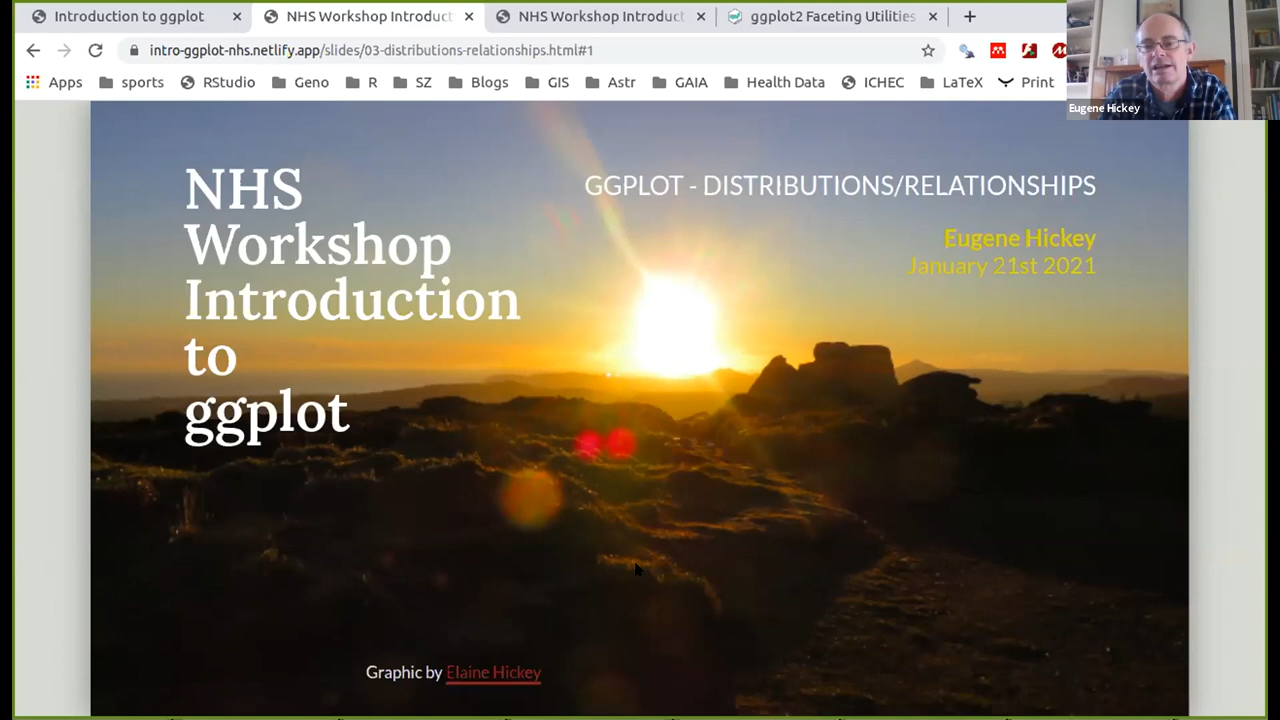 Introduction to ggplot
NHS Workshop Introduct
NHS Workshop Introduct
ggplot2 Faceting Utilities
intro-ggplot-nhs.netlify.app/slides/03-distributions-relationships.html#1
Apps
sports
RStudio
Geno
R
SZ
Blogs
GIS
Astr
GAIA
Health Data
ICHEC
LaTeX
Print
Eugene Hickey
NHS
Workshop
Introduction
to
ggplot
GGPLOT - DISTRIBUTIONS/RELATIONSHIPS
Eugene Hickey
January 21st 2021
Graphic by Elaine Hickey